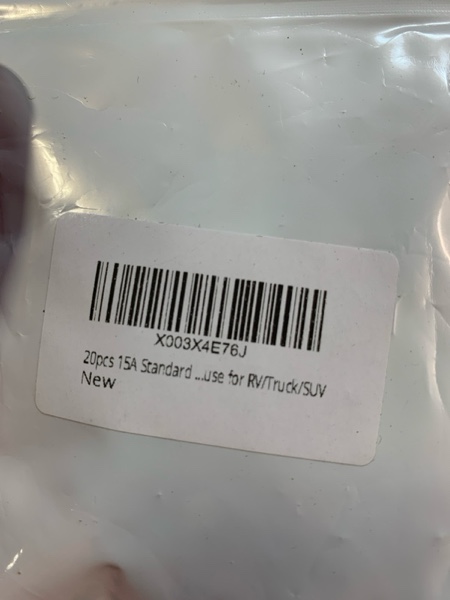 X003X4E76J
20pcs 15A Standard ...use for RV/Truck/SUV
New